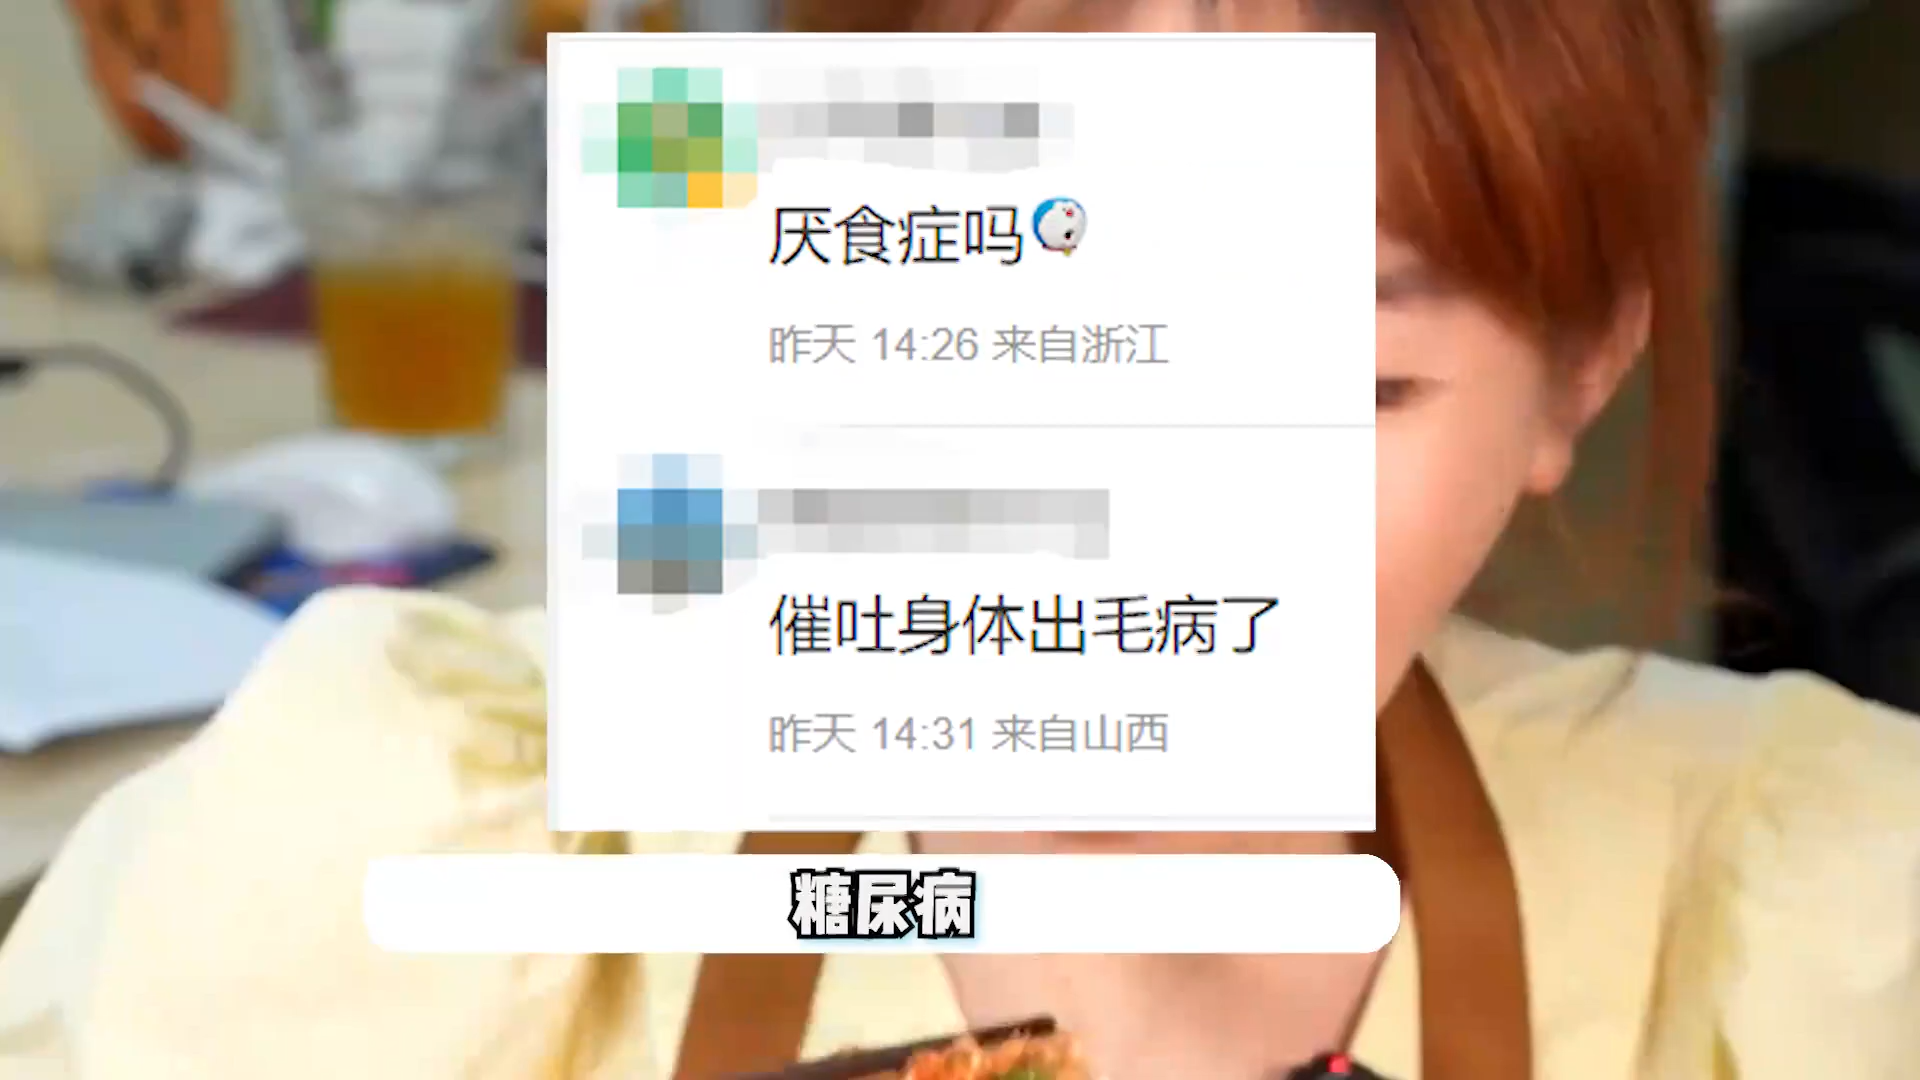 厌食症吗
昨天 14:26 来自浙江
催吐身体出毛病了
昨天 14:31 来自山西
糖尿病